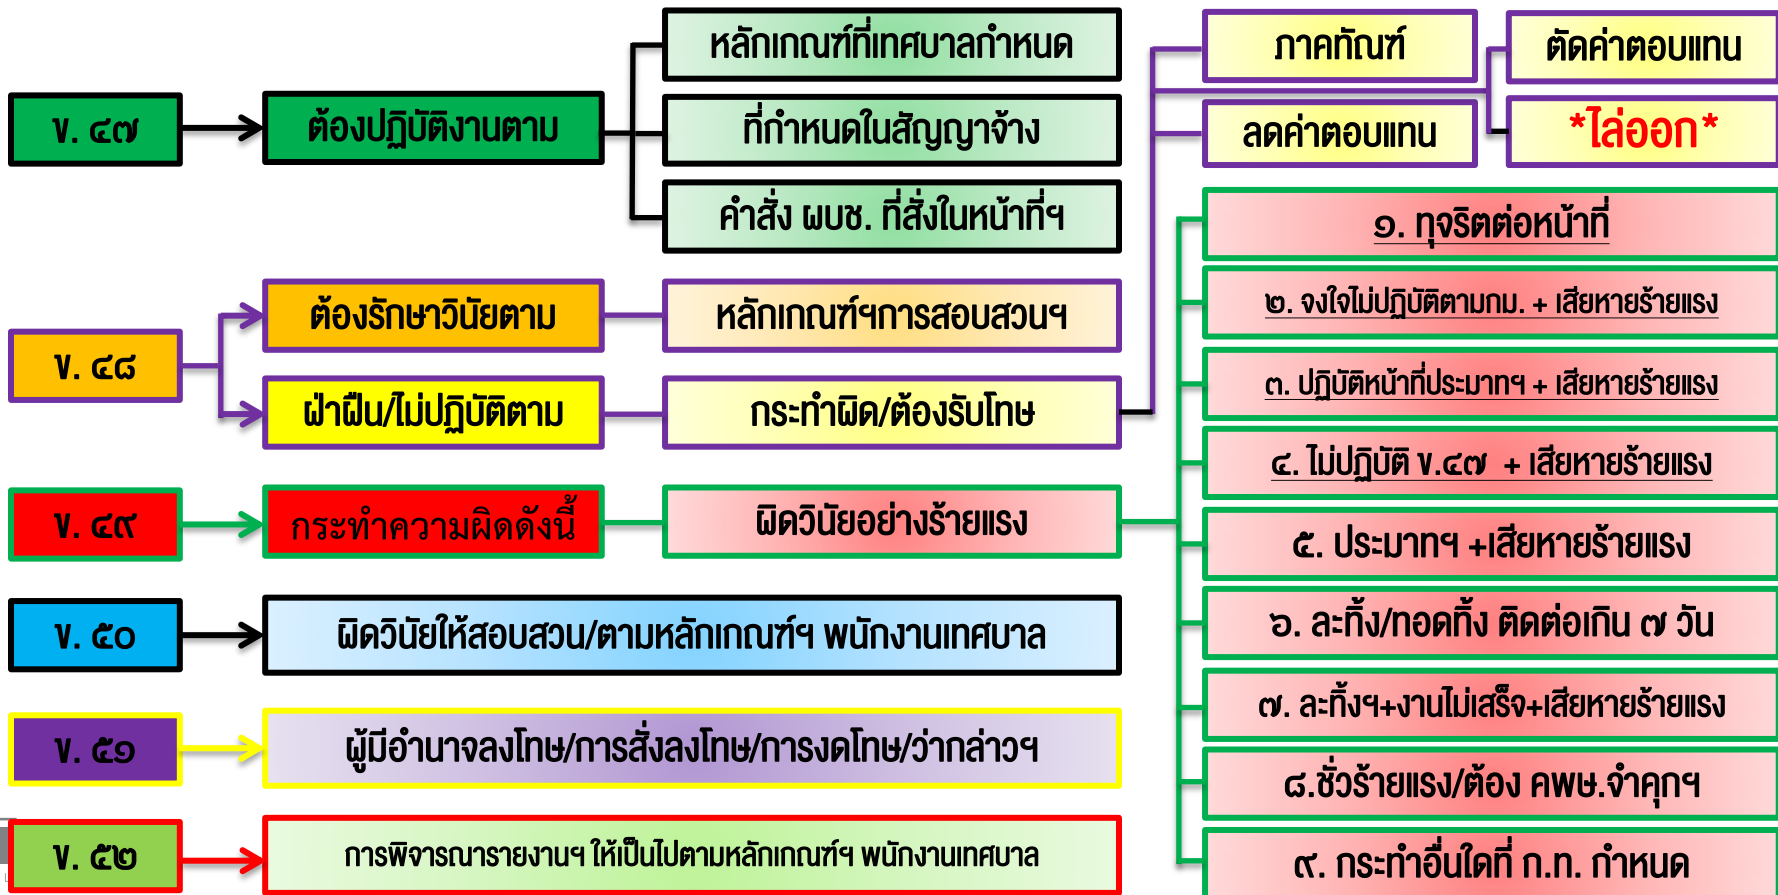 ข. ๔๗
ต้องปฏิบัติงานตาม
หลักเกณฑ์ที่เทศบาลกำหนด
ที่กำหนดในสัญญาจ้าง
คำสั่ง ผบช. ที่สั่งในหน้าที่ฯ
ข. ๔๘
ต้องรักษาวินัยตาม
หลักเกณฑ์ฯการสอบสวนฯ
ฝ่าฝืน/ไม่ปฏิบัติตาม
กระทำผิด/ต้องรับโทษ
ภาคทัณฑ์
ตัดค่าตอบแทน
ลดค่าตอบแทน
*ไล่ออก*
ข. ๔๙
กระทำความผิดดังนี้
ผิดวินัยอย่างร้ายแรง
๑. ทุจริตต่อหน้าที่
๒. จงใจไม่ปฏิบัติตามกม. + เสียหายร้ายแรง
๓. ปฏิบัติหน้าที่ประมาทฯ + เสียหายร้ายแรง
๔. ไม่ปฏิบัติ ข.๔๗ + เสียหายร้ายแรง
๕. ประมาทฯ +เสียหายร้ายแรง
๖. ละทิ้ง/ทอดทิ้ง ติดต่อเกิน ๗ วัน
๗. ละทิ้งฯ+งานไม่เสร็จ+เสียหายร้ายแรง
๘.ชั่วร้ายแรง/ต้อง คพษ.จำคุกฯ
๙. กระทำอื่นใดที่ ก.ท. กำหนด
ข. ๕๐
ผิดวินัยให้สอบสวน/ตามหลักเกณฑ์ฯ พนักงานเทศบาล
ข. ๕๑
ผู้มีอำนาจลงโทษ/การสั่งลงโทษ/การงดโทษ/ว่ากล่าวฯ
ข. ๕๒
การพิจารณารายงานฯ ให้เป็นไปตามหลักเกณฑ์ฯ พนักงานเทศบาล